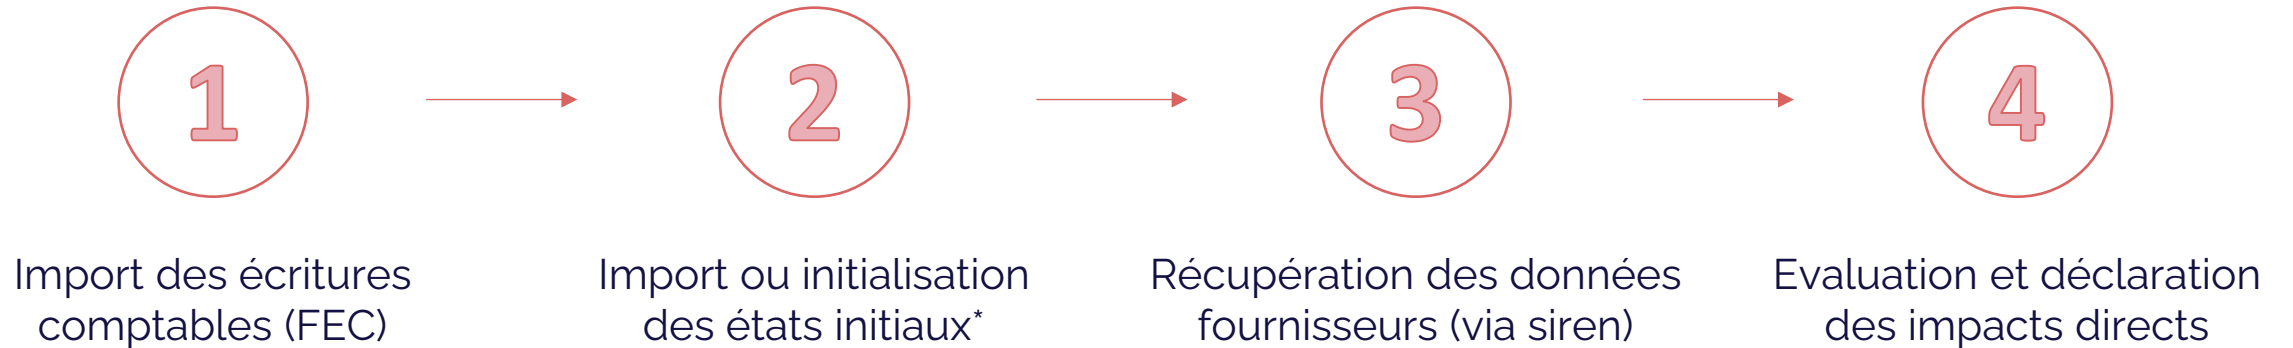 1
2
3
4
Import des écritures
comptables (FEC)
Import ou initialisation
des états initiaux*
Récupération des données
fournisseurs (via siren)
Evaluation et déclaration
des impacts directs